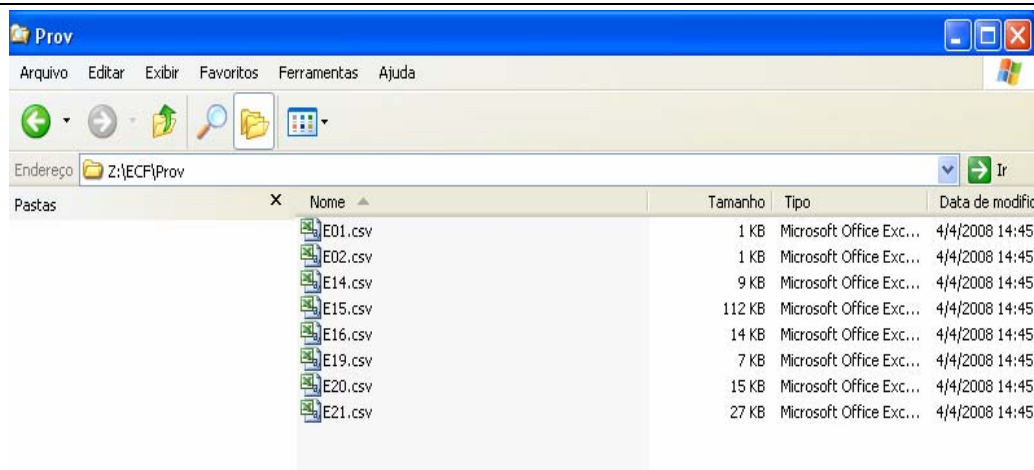 Prov
Arquivo Editar Exibir Favoritos Ferramentas Ajuda
Endereço Z:\ECF\Prov Ir
Pastas X Nome Tamanho Tipo Data de modific
E01.csv 1 KB Microsoft Office Exc... 4/4/2008 14:45
E02.csv 1 KB Microsoft Office Exc... 4/4/2008 14:45
E14.csv 9 KB Microsoft Office Exc... 4/4/2008 14:45
E15.csv 112 KB Microsoft Office Exc... 4/4/2008 14:45
E16.csv 14 KB Microsoft Office Exc... 4/4/2008 14:45
E19.csv 7 KB Microsoft Office Exc... 4/4/2008 14:45
E20.csv 15 KB Microsoft Office Exc... 4/4/2008 14:45
E21.csv 27 KB Microsoft Office Exc... 4/4/2008 14:45